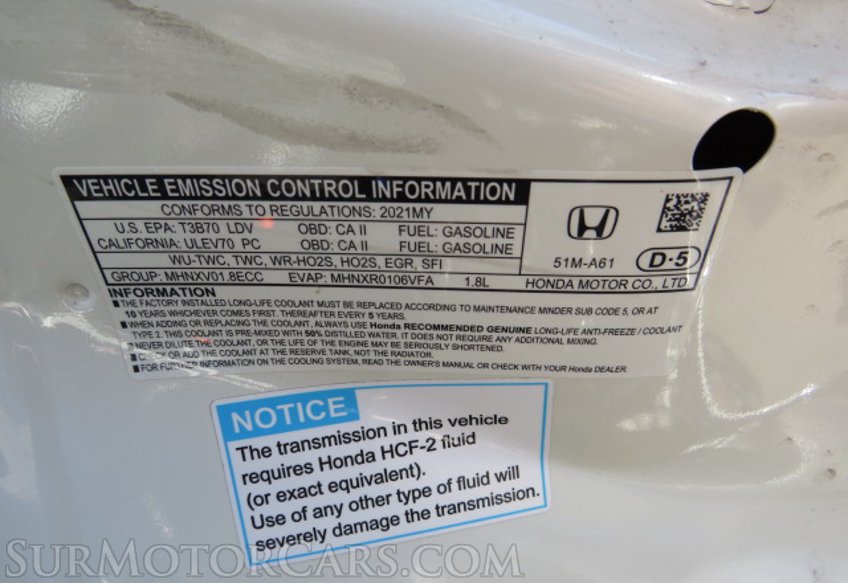 VEHICLE EMISSION CONTROL INFORMATION
CONFORMS TO REGULATIONS: 2021MY
U.S. EPA: T3B70 LDV OBD: CA II FUEL: GASOLINE
CALIFORNIA: ULEV70 PC OBD: CA II FUEL: GASOLINE
WU-TWC, TWC, WR-HO2S, HO2S, EGR, SFI
GROUP: MHNXV01.8ECC EVAP: MHNXR0106VFA 1.8L
51M-A61 D-5
HONDA MOTOR CO., LTD.
INFORMATION
■THE FACTORY INSTALLED LONG-LIFE COOLANT MUST BE REPLACED ACCORDING TO MAINTENANCE MINDER SUB CODE 5, OR AT
10 YEARS WHICHEVER COMES FIRST. THEREAFTER EVERY 5 YEARS.
■WHEN ADDING OR REPLACING THE COOLANT, ALWAYS USE Honda RECOMMENDED GENUINE LONG-LIFE ANTI-FREEZE / COOLANT
TYPE 2. THIS COOLANT IS PRE-MIXED WITH 50% DISTILLED WATER. IT DOES NOT REQUIRE ANY ADDITIONAL MIXING.
■NEVER DILUTE THE COOLANT, OR THE LIFE OF THE ENGINE MAY BE SERIOUSLY SHORTENED.
■CHECK OR ADD THE COOLANT AT THE RESERVE TANK, NOT THE RADIATOR.
■FOR FURTHER INFORMATION ON THE COOLING SYSTEM, READ THE OWNER'S MANUAL OR CHECK WITH YOUR Honda DEALER.
NOTICE
The transmission in this vehicle
requires Honda HCF-2 fluid
(or exact equivalent).
Use of any other type of fluid will
severely damage the transmission.
SURMOTORCARS.COM